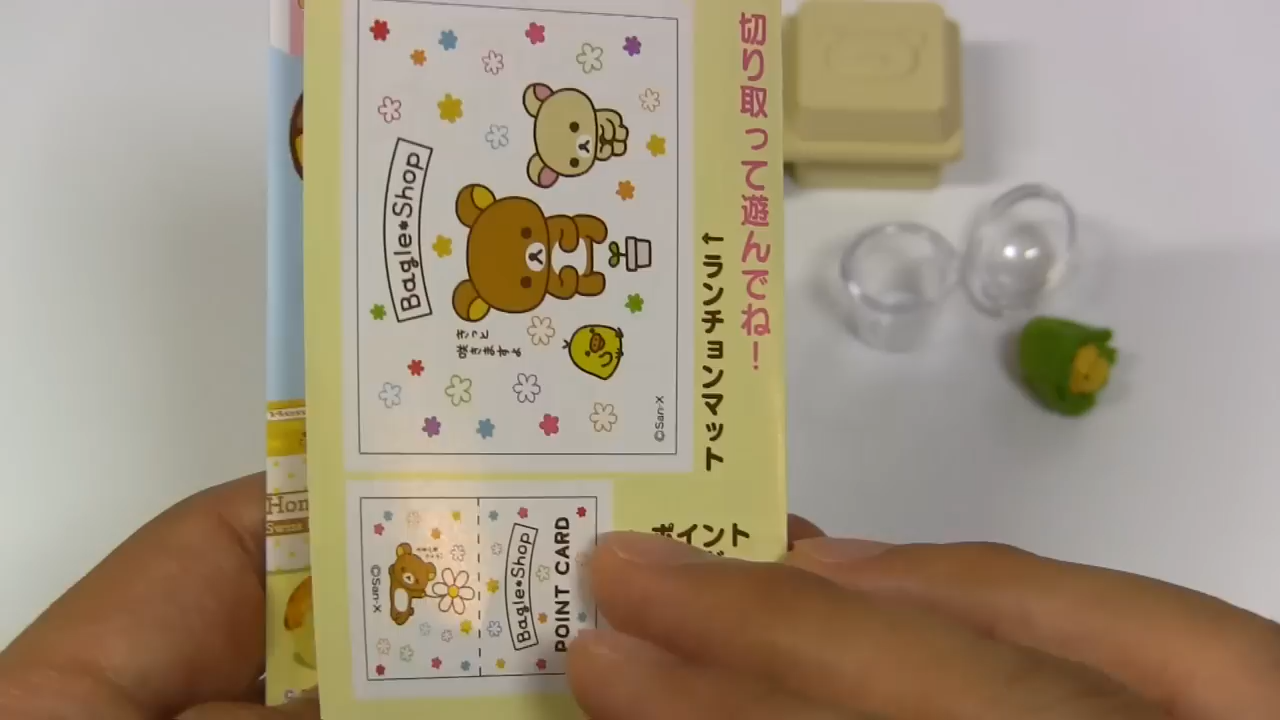 切り取って遊んでね!
↑ランチョンマット
Bagle*Shop
きっと
咲きますよ
©San-X
ポイント
Bagle*Shop
POINT CARD
©San-X
Hon